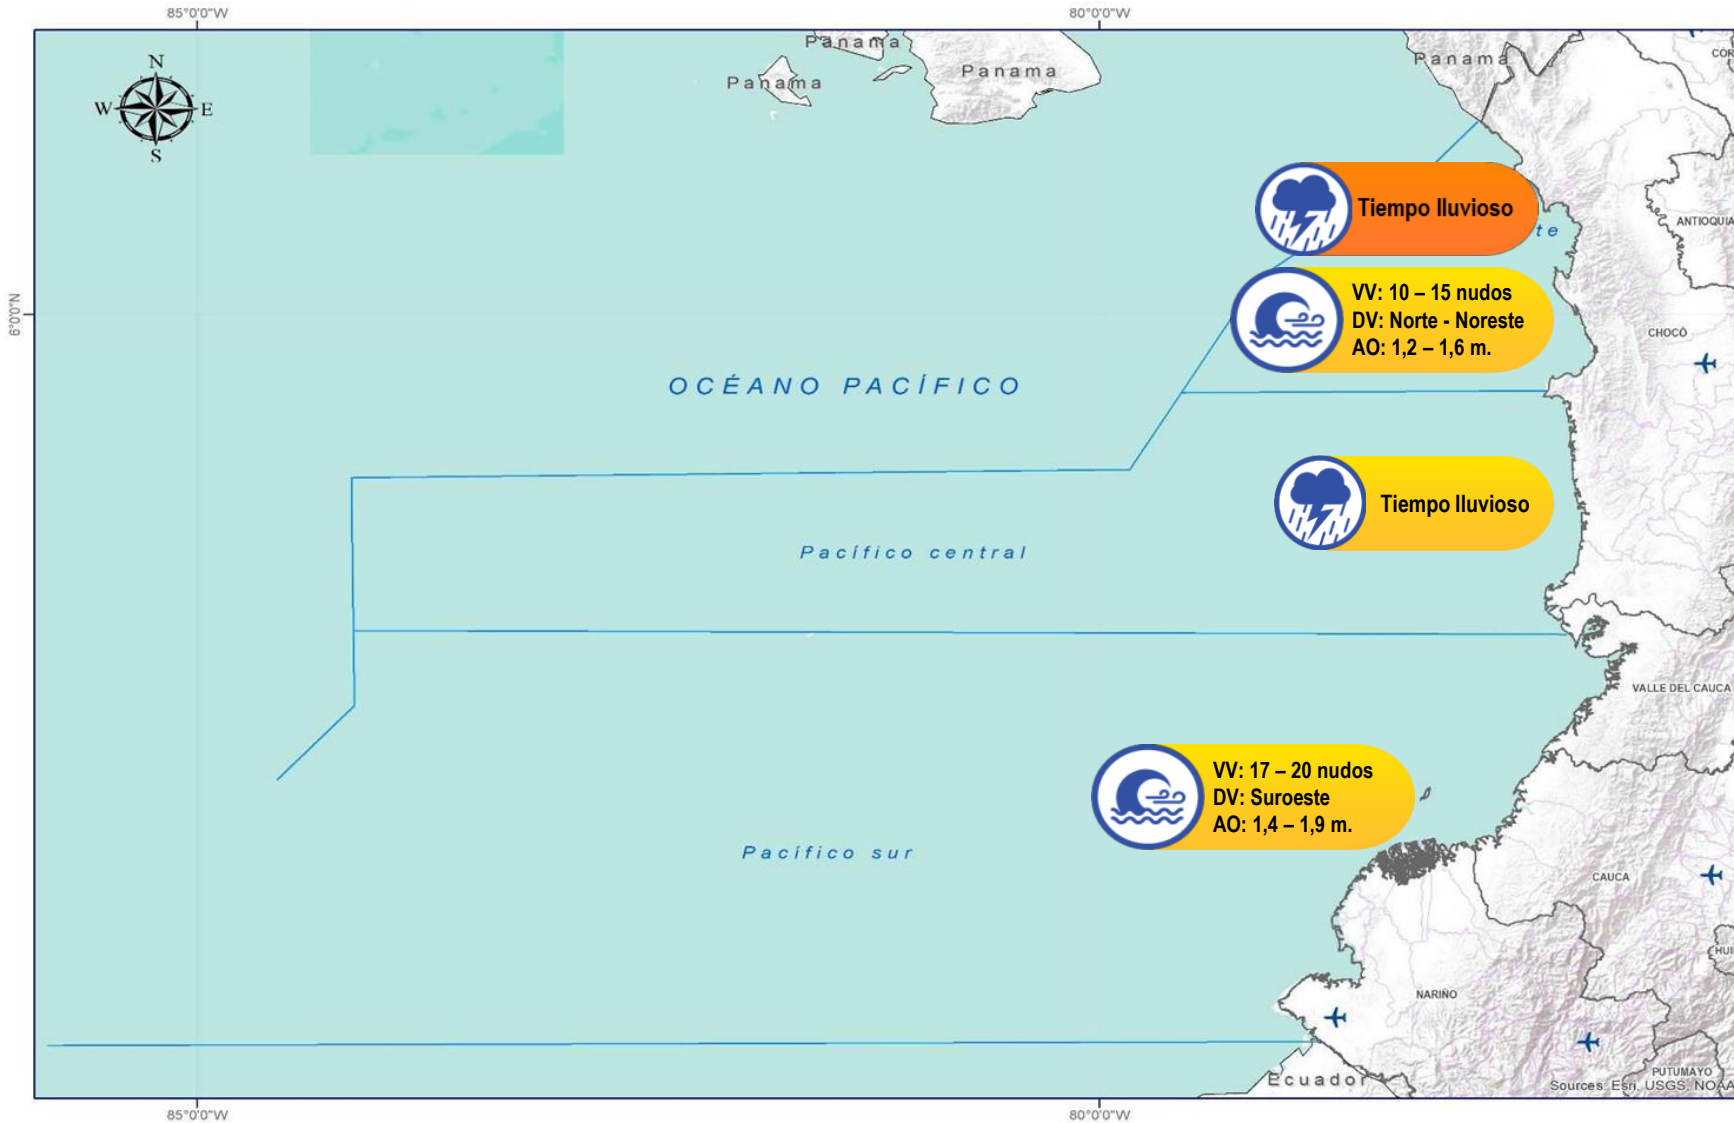 85°0'0"W
80°0'0"W
Panama
Panama
Panama
Panama
N
W
E
S
COR
Tiempo lluvioso
ANTIOQUIA
te
6°0'0"N
VV: 10 – 15 nudos
DV: Norte - Noreste
AO: 1,2 – 1,6 m.
CHOCÓ
OCÉANO PACÍFICO
Tiempo lluvioso
Pacífico central
VALLE DEL CAUCA
VV: 17 – 20 nudos
DV: Suroeste
AO: 1,4 – 1,9 m.
Pacífico sur
CAUCA
HUI
NARIÑO
PUTUMAYO
Ecuador
Sources: Esri, USGS, NOAA
85°0'0"W
80°0'0"W